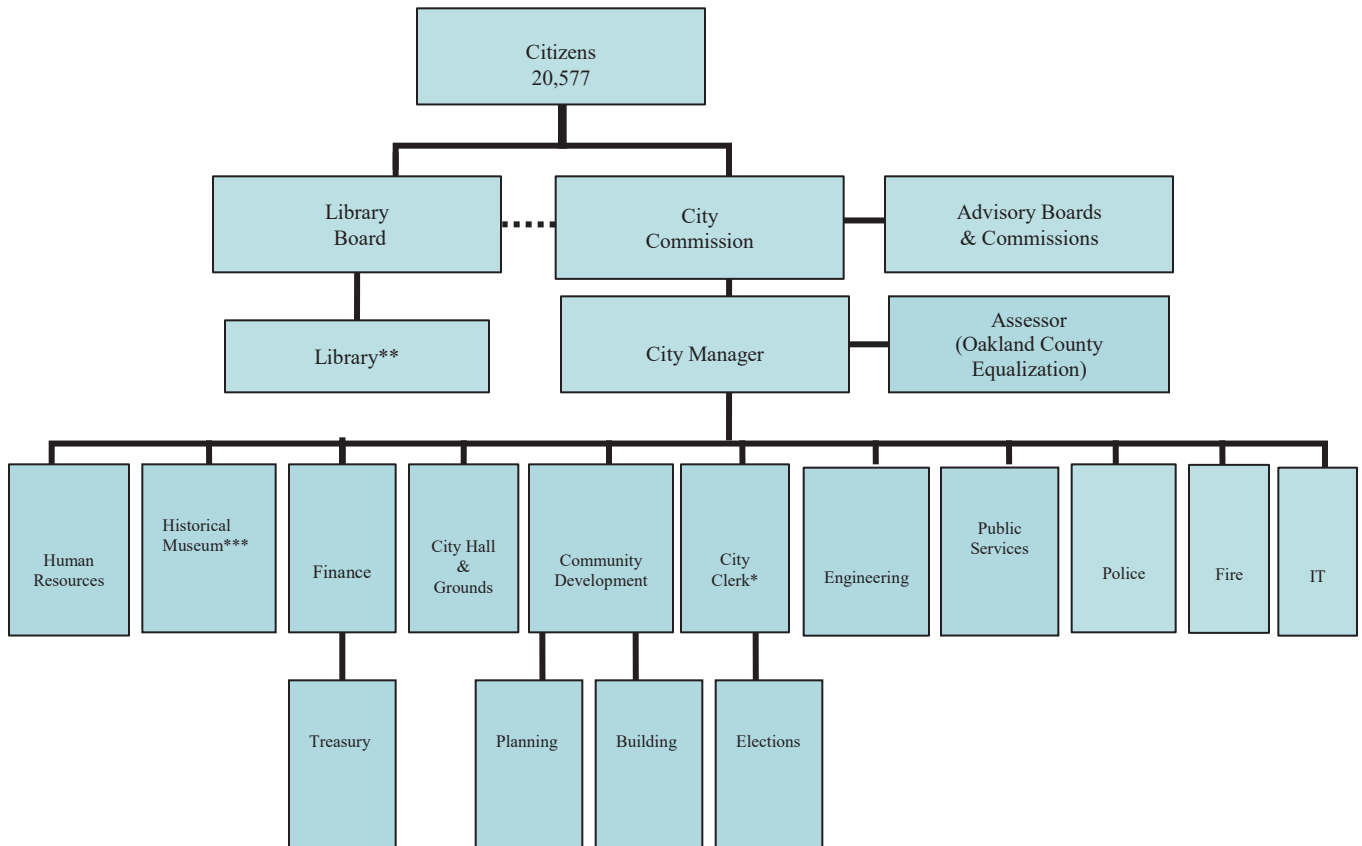 Citizens
20,577
Library
Board
City
Commission
Advisory Boards
& Commissions
Library**
City Manager
Assessor
(Oakland County
Equalization)
Human
Resources
Historical
Museum***
Finance
City Hall
&
Grounds
Community
Development
City
Clerk*
Engineering
Public
Services
Police
Fire
IT
Treasury
Planning
Building
Elections